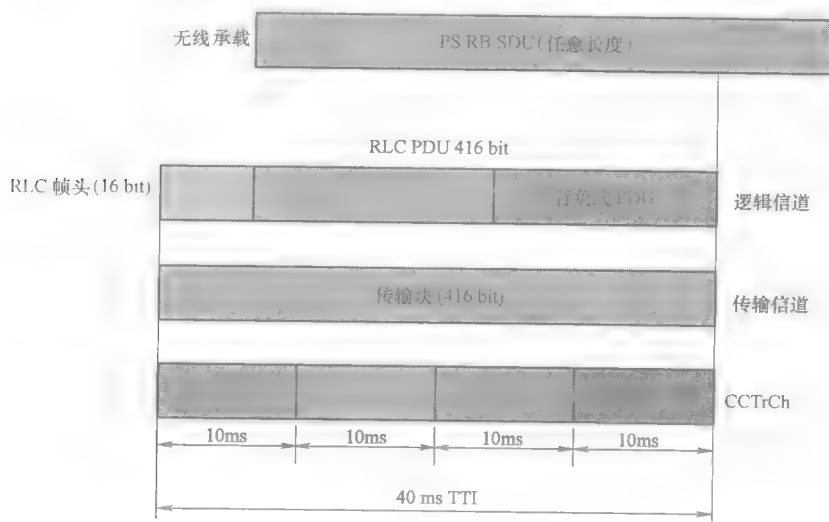 无线承载
PS RB SDU(任意长度)
RLC PDU 416 bit
RLC 帧头(16 bit)
PDU
逻辑信道
传输块(416 bit)
传输信道
CCTrCh
10ms
10ms
10ms
10ms
40 ms TTI